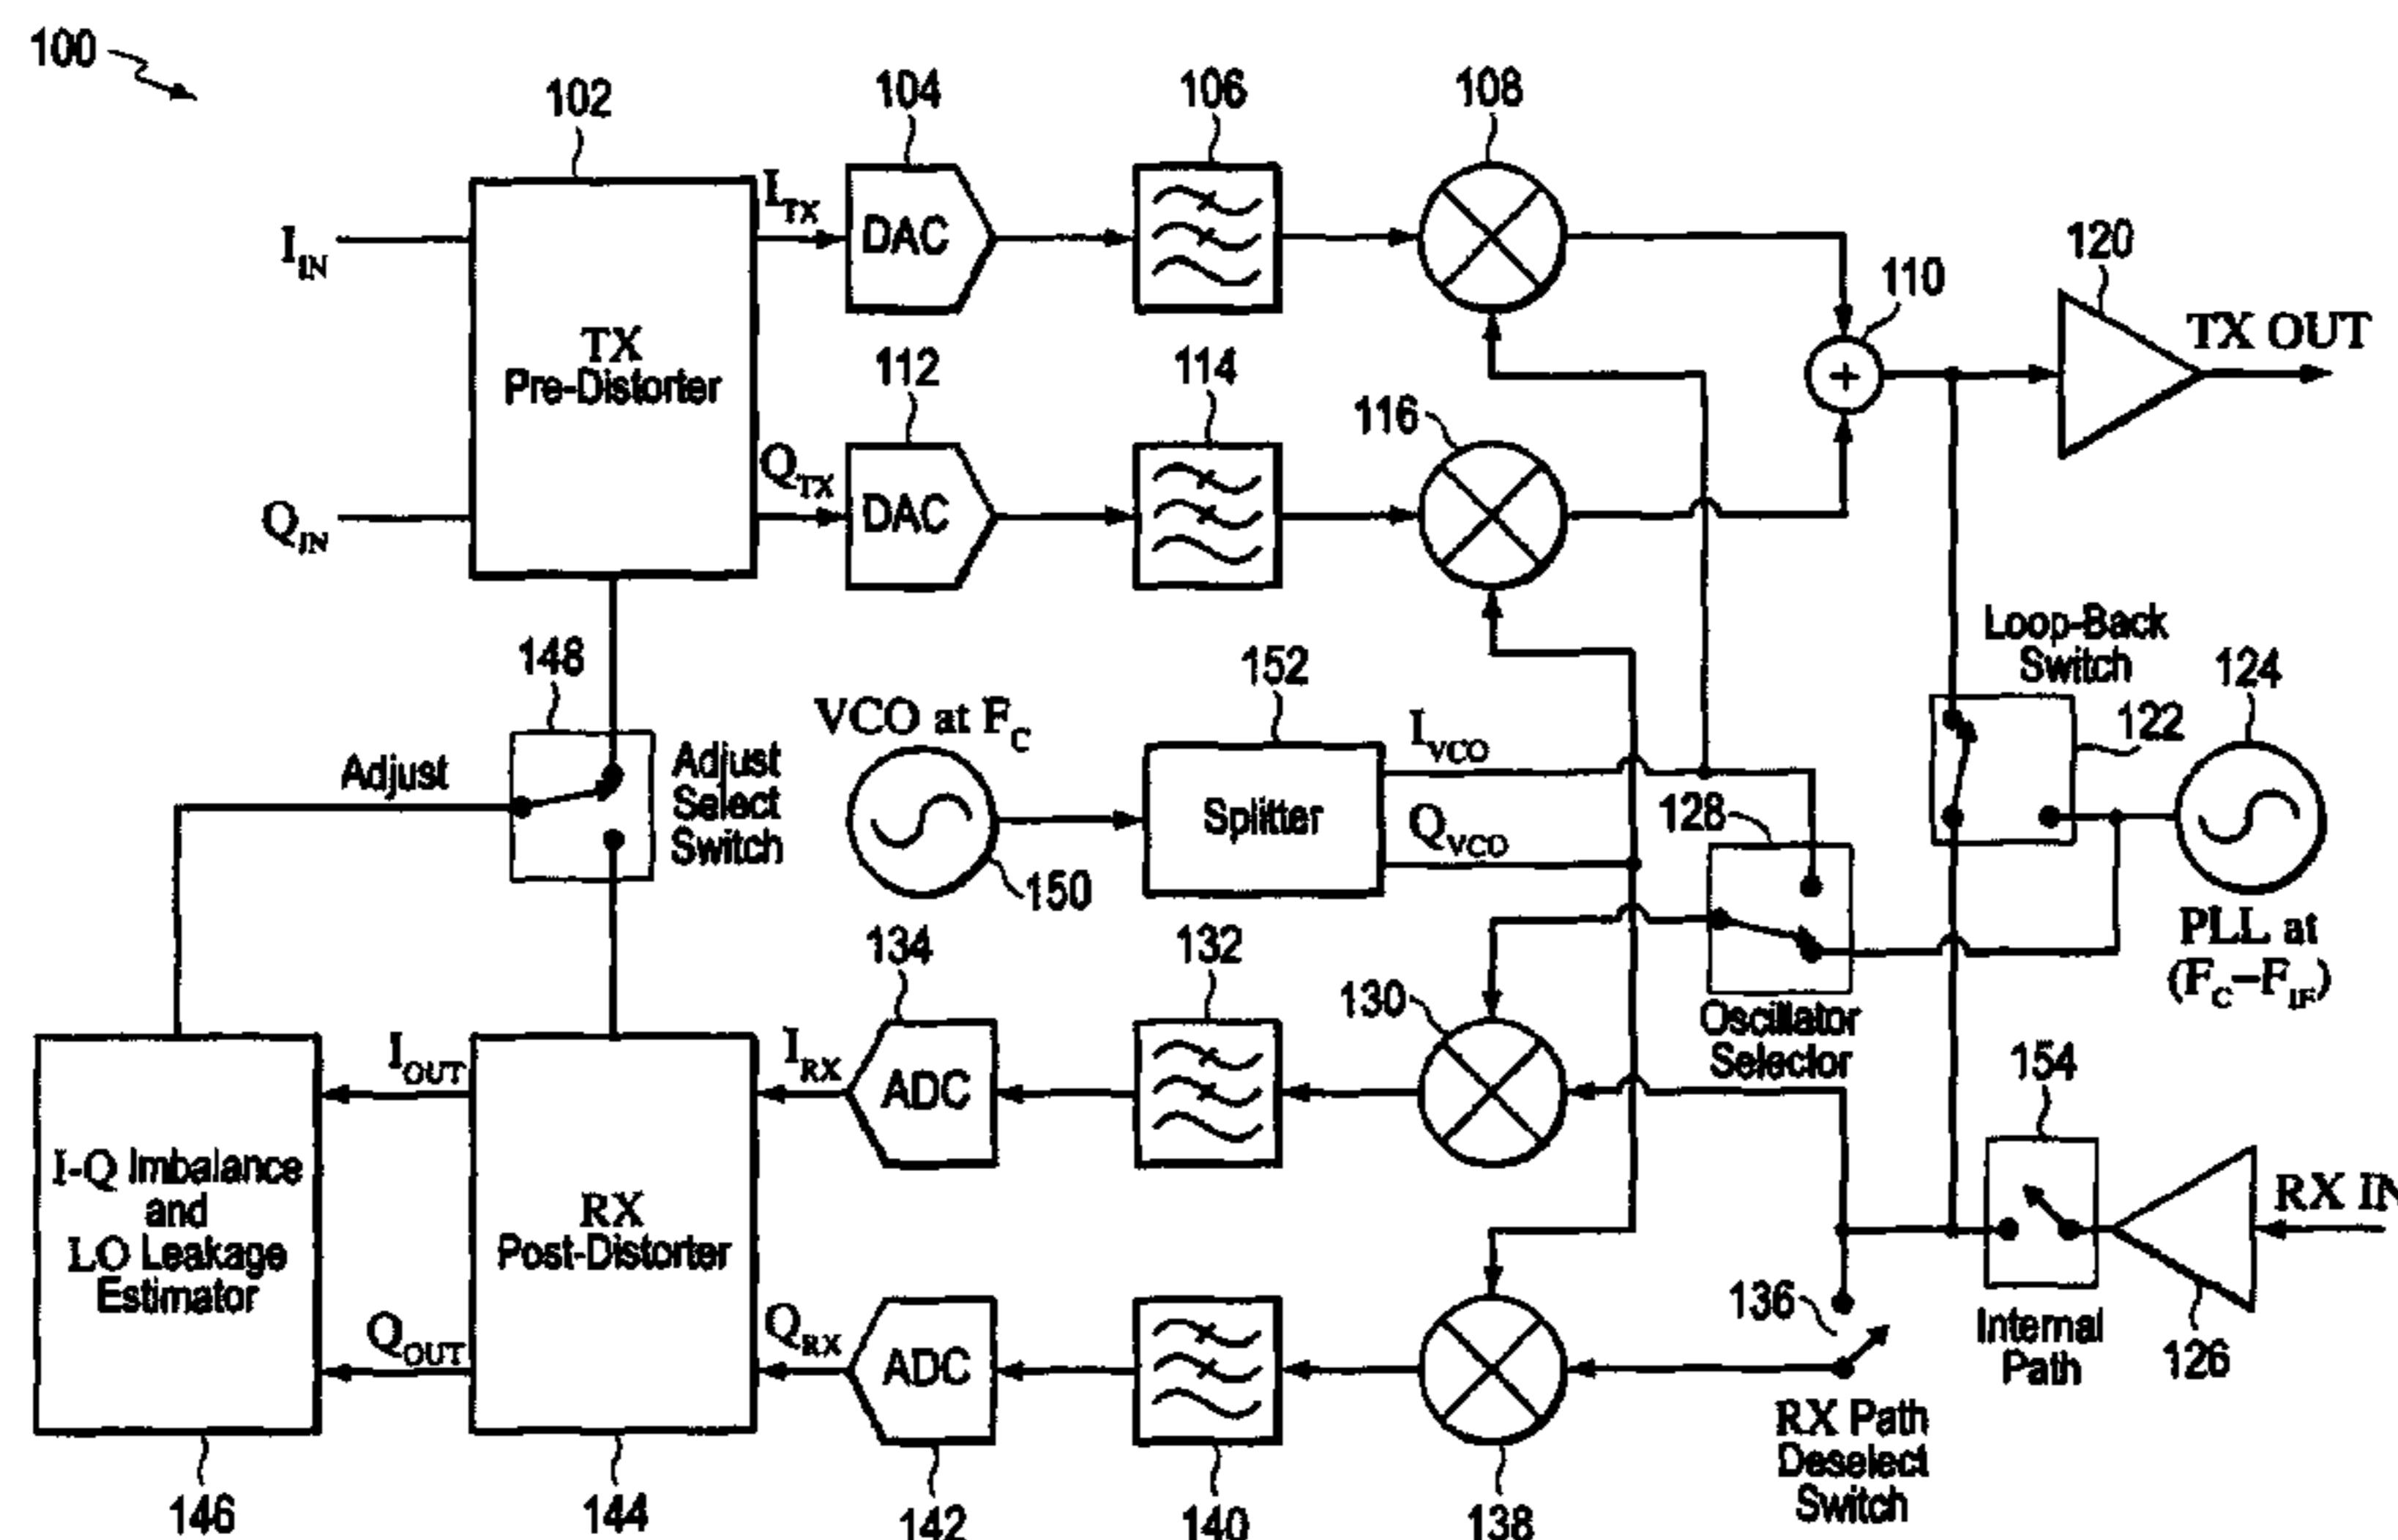 100
102
104
106
108
I_IN
I_TX
DAC
110
120
TX OUT
TX
Pre-Distorter
112
114
116
Q_IN
Q_TX
DAC
+
Loop-Back
Switch
122
124
148
Adjust
Adjust
Select
Switch
VCO at F_C
150
152
Splitter
I_VCO
Q_VCO
128
Oscillator
Selector
PLL at
(F_C–F_IF)
134
132
130
I_OUT
I_RX
ADC
154
RX IN
I-Q Imbalance
and
LO Leakage
Estimator
RX
Post-Distorter
Internal
Path
126
136
Q_OUT
Q_RX
ADC
RX Path
Deselect
Switch
146
144
142
140
138